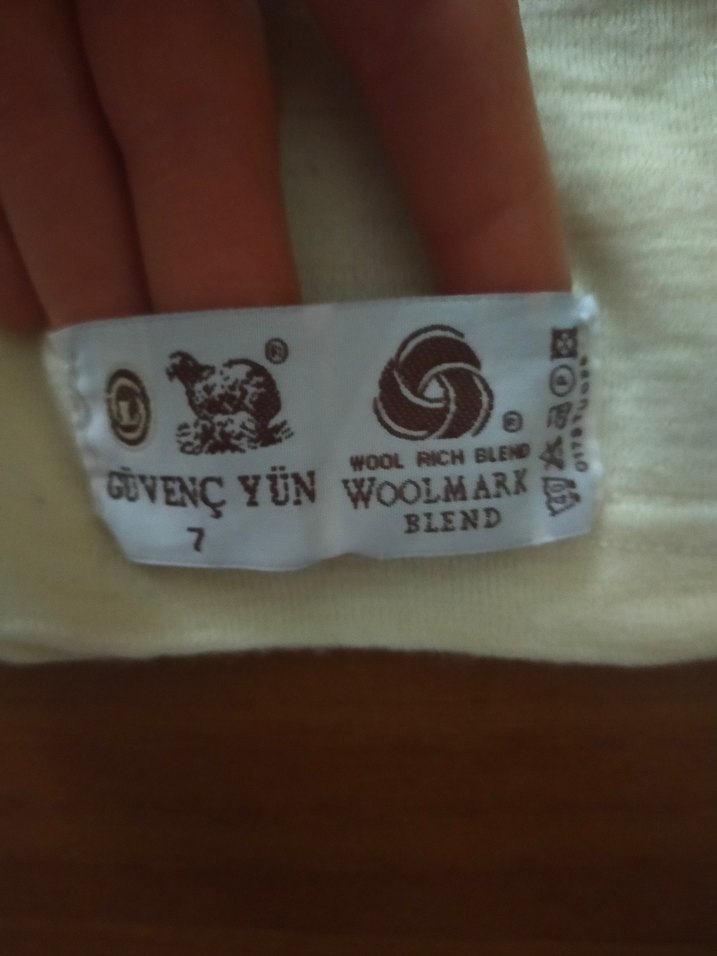 GÜVENÇ YÜN
7
WOOL RICH BLEND
WOOLMARK
BLEND